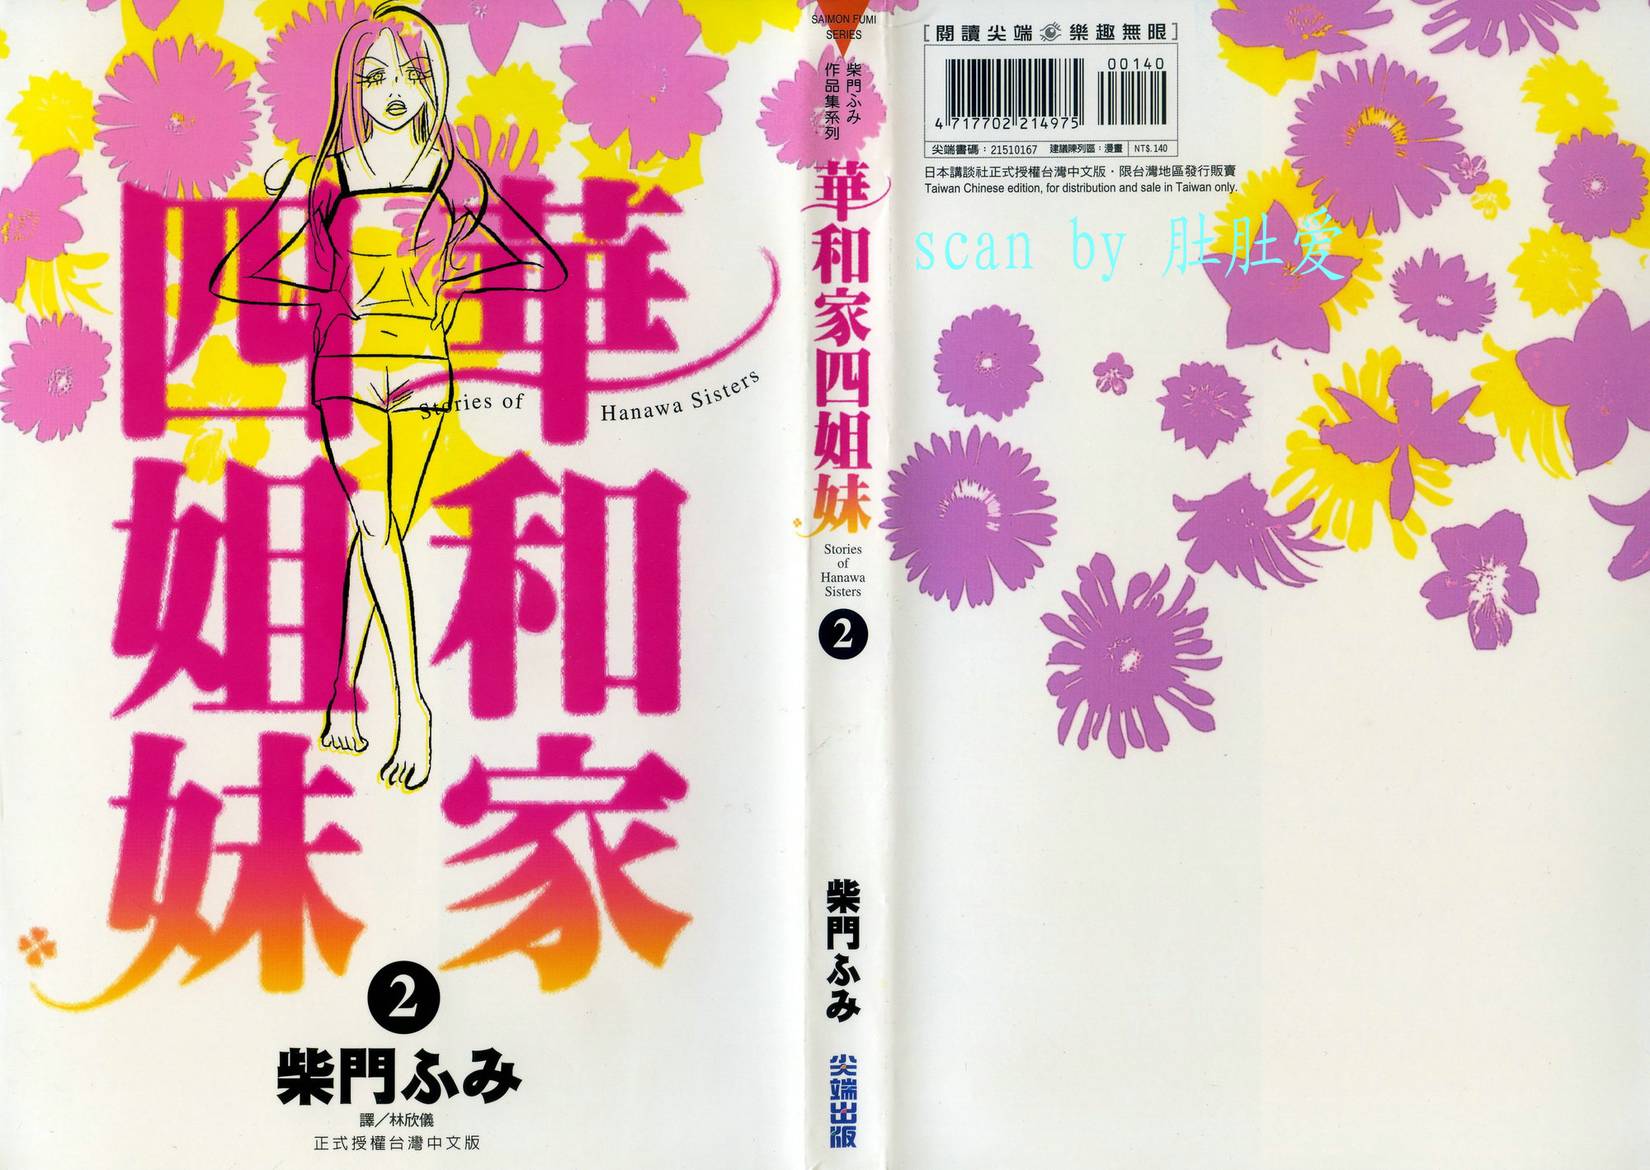 華和家
四姐妹
Stories of Hanawa Sisters
2
柴門ふみ
譯／林欣儀
正式授權台灣中文版
SAIMON FUMI
SERIES
柴門ふみ
作品集系列
華和家四姐妹
Stories
of
Hanawa
Sisters
2
柴門ふみ
尖端出版
[閱讀尖端 樂趣無限]
00140
4 717702 214975
尖端書碼：21510167 建議陳列區：漫畫 NT$.140
日本講談社正式授權台灣中文版・限台灣地區發行販賣
Taiwan Chinese edition, for distribution and sale in Taiwan only.
scan by 肚肚爱